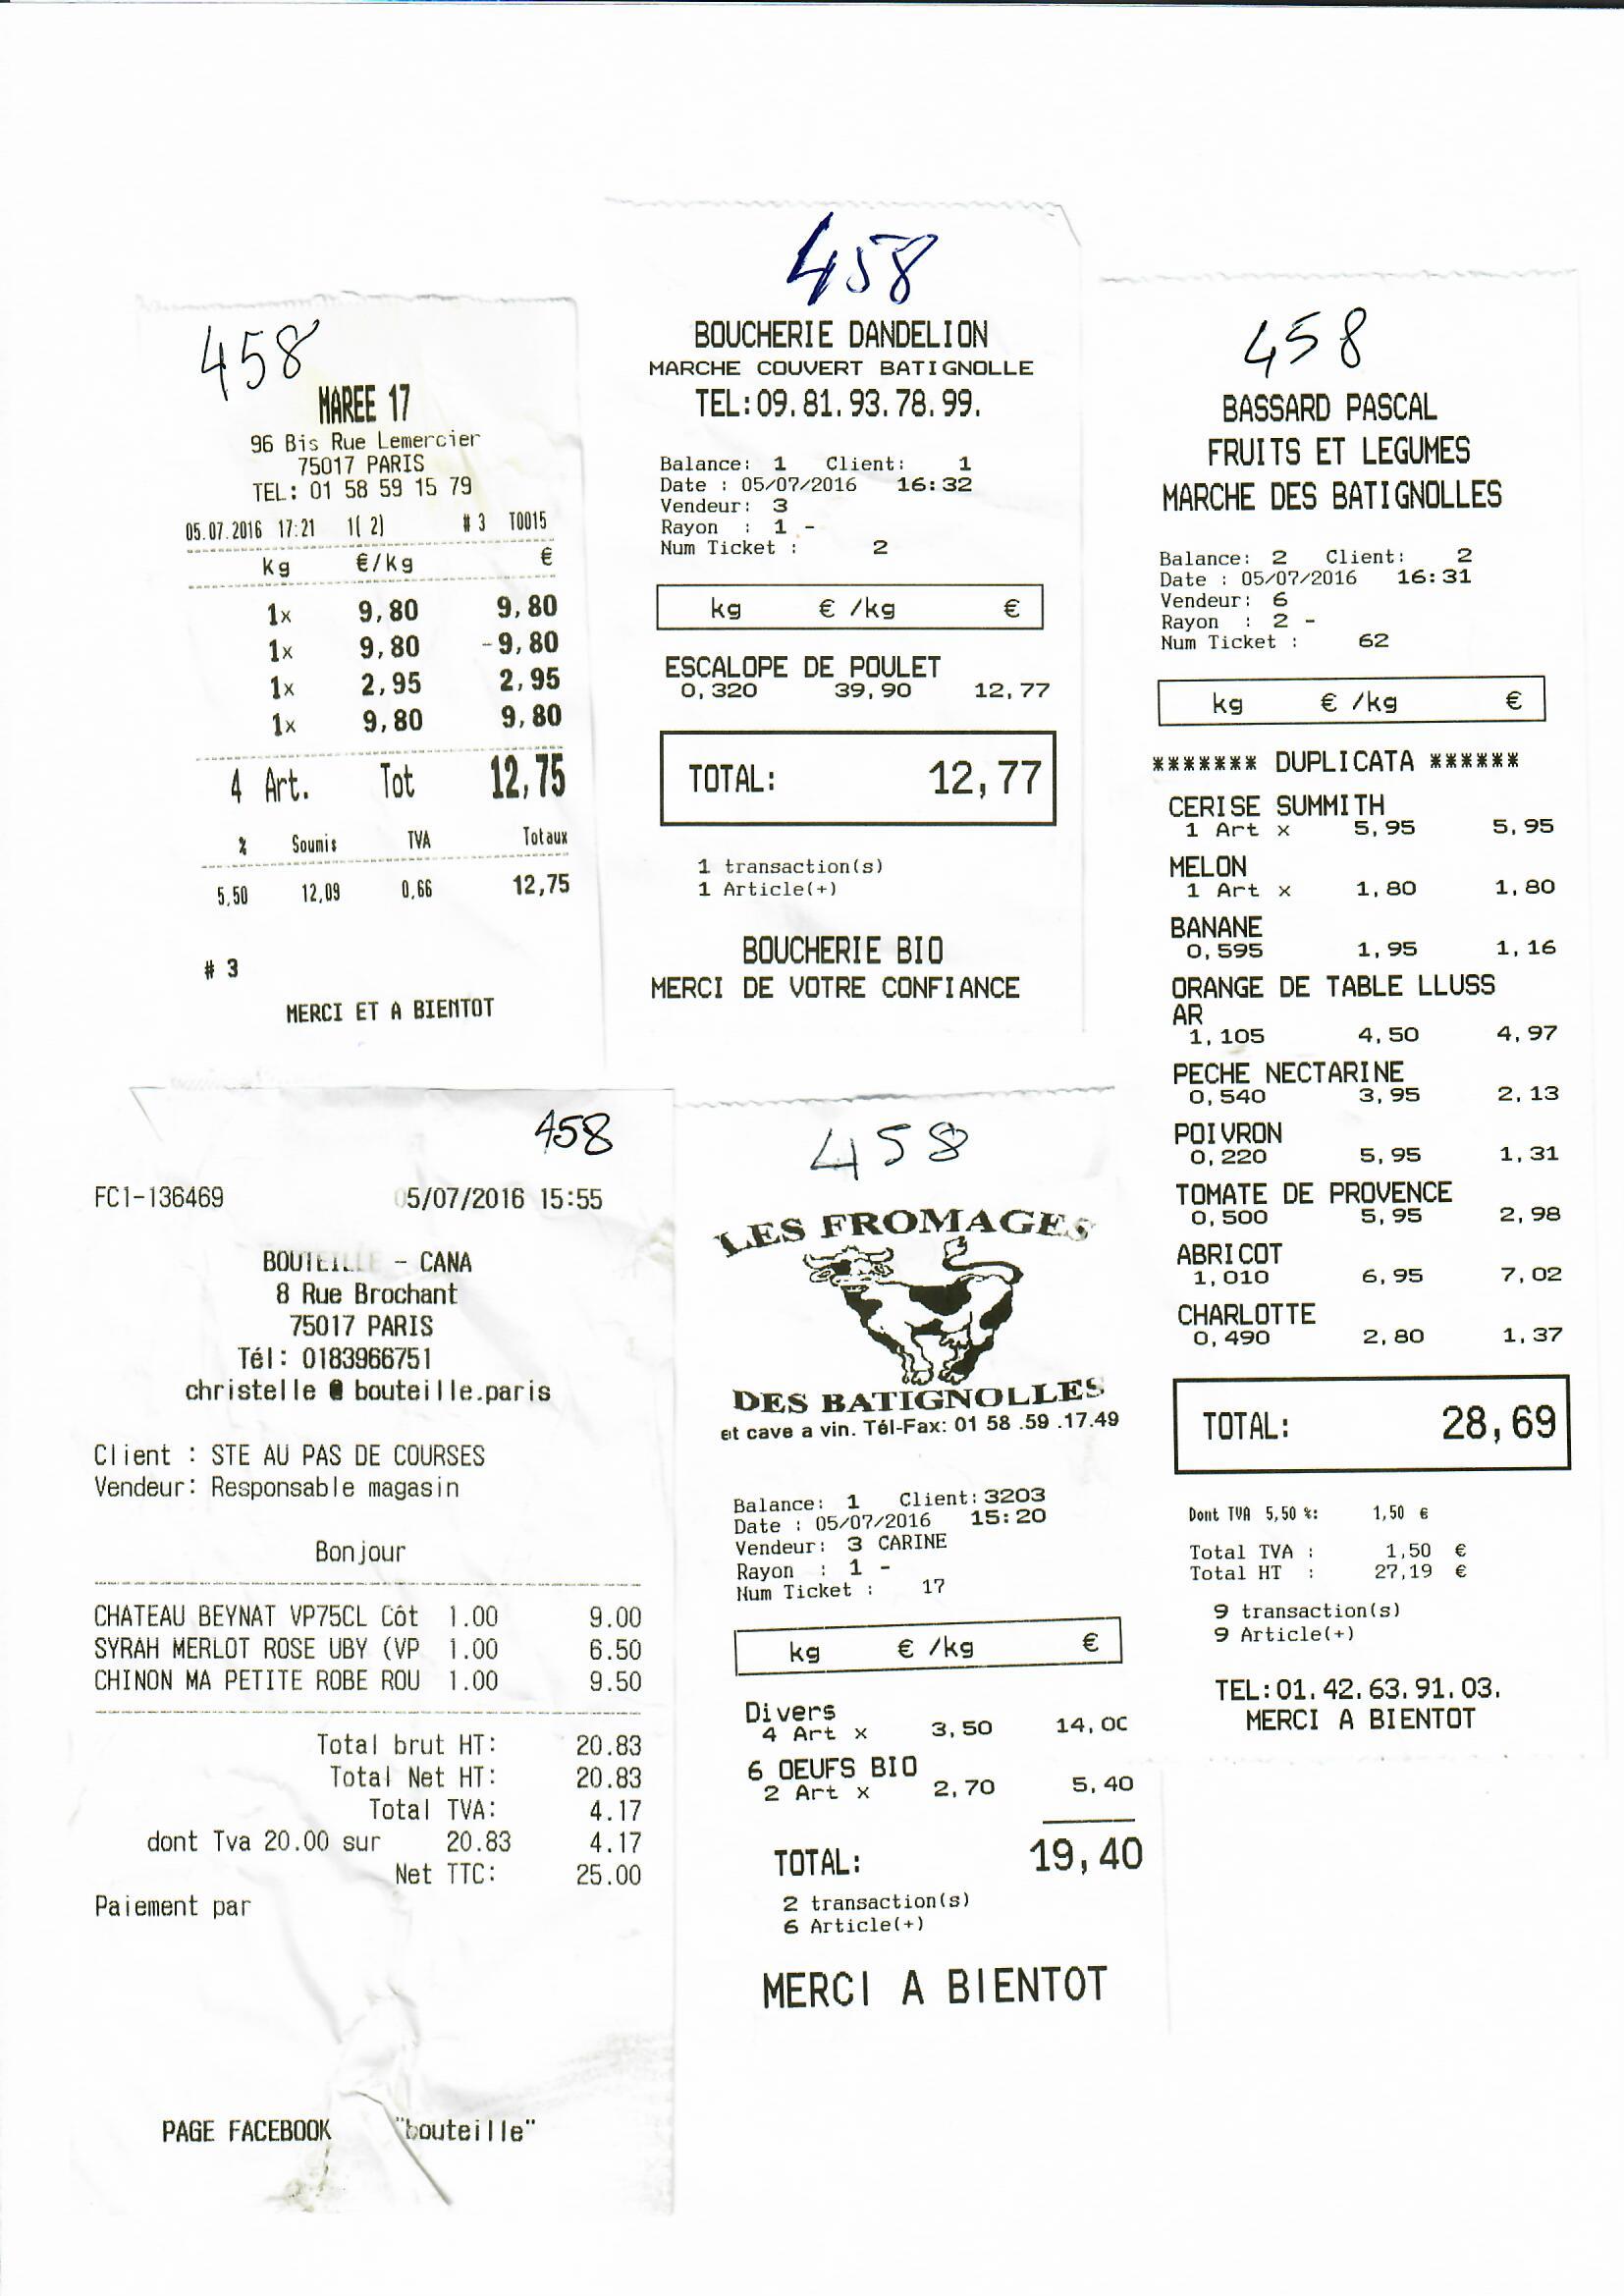 458
MAREE 17
96 Bis Rue Lemercier
75017 PARIS
TEL: 01 58 59 15 79
05.07.2016 17:21 1( 2) #3 T0015
kg €/kg €
1x 9,80 9,80
1x 9,80 -9,80
1x 2,95 2,95
1x 9,80 9,80
4 Art. Tot 12,75
% Soumis TVA Totaux
5,50 12,09 0,66 12,75
# 3
MERCI ET A BIENTOT
458
BOUCHERIE DANDELION
MARCHE COUVERT BATIGNOLLE
TEL:09.81.93.78.99.
Balance: 1 Client: 1
Date : 05/07/2016 16:32
Vendeur: 3
Rayon : 1 -
Num Ticket : 2
kg € /kg €
ESCALOPE DE POULET
0,320 39,90 12,77
TOTAL: 12,77
1 transaction(s)
1 Article(+)
BOUCHERIE BIO
MERCI DE VOTRE CONFIANCE
458
BASSARD PASCAL
FRUITS ET LEGUMES
MARCHE DES BATIGNOLLES
Balance: 2 Client: 2
Date : 05/07/2016 16:31
Vendeur: 6
Rayon : 2 -
Num Ticket : 62
kg € /kg €
******* DUPLICATA ******
CERISE SUMMITH
1 Art x 5,95 5,95
MELON
1 Art x 1,80 1,80
BANANE
0,595 1,95 1,16
ORANGE DE TABLE LLUSS
AR
1,105 4,50 4,97
PECHE NECTARINE
0,540 3,95 2,13
POIVRON
0,220 5,95 1,31
TOMATE DE PROVENCE
0,500 5,95 2,98
ABRICOT
1,010 6,95 7,02
CHARLOTTE
0,490 2,80 1,37
TOTAL: 28,69
Dont TVA 5,50 %: 1,50 €
Total TVA : 1,50 €
Total HT : 27,19 €
9 transaction(s)
9 Article(+)
TEL:01.42.63.91.03.
MERCI A BIENTOT
458
FC1-136469 05/07/2016 15:55
BOUTEILLE - CANA
8 Rue Brochant
75017 PARIS
Tél: 0183966751
christelle @ bouteille.paris
Client : STE AU PAS DE COURSES
Vendeur: Responsable magasin
Bonjour
CHATEAU BEYNAT VP75CL Côt 1.00 9.00
SYRAH MERLOT ROSE UBY (VP 1.00 6.50
CHINON MA PETITE ROBE ROU 1.00 9.50
Total brut HT: 20.83
Total Net HT: 20.83
Total TVA: 4.17
dont Tva 20.00 sur 20.83 4.17
Net TTC: 25.00
Paiement par
PAGE FACEBOOK "bouteille"
458
LES FROMAGES
DES BATIGNOLLES
et cave a vin. Tél-Fax: 01 58 .59 .17.49
Balance: 1 Client: 3203
Date : 05/07/2016 15:20
Vendeur: 3 CARINE
Rayon : 1 -
Num Ticket : 17
kg € /kg €
Divers
4 Art x 3,50 14,00
6 OEUFS BIO
2 Art x 2,70 5,40
TOTAL: 19,40
2 transaction(s)
6 Article(+)
MERCI A BIENTOT